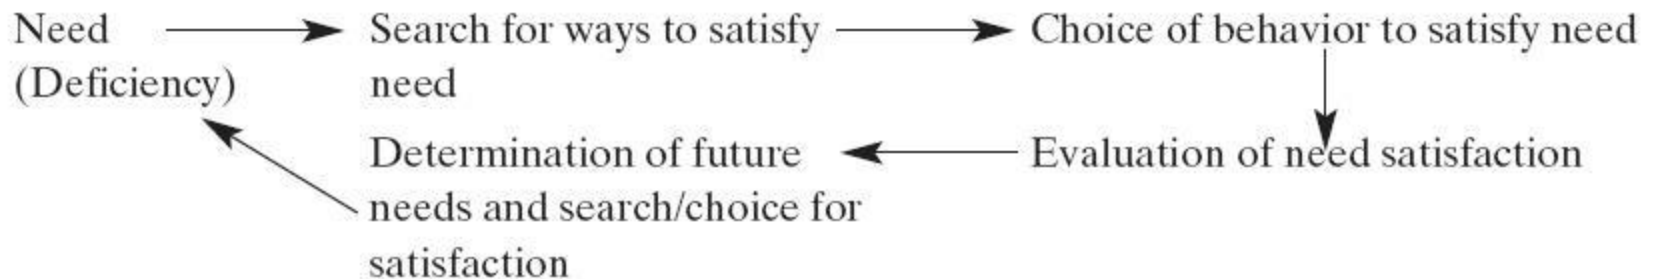 Need
(Deficiency)
Search for ways to satisfy
need
Choice of behavior to satisfy need
Evaluation of need satisfaction
Determination of future
needs and search/choice for
satisfaction